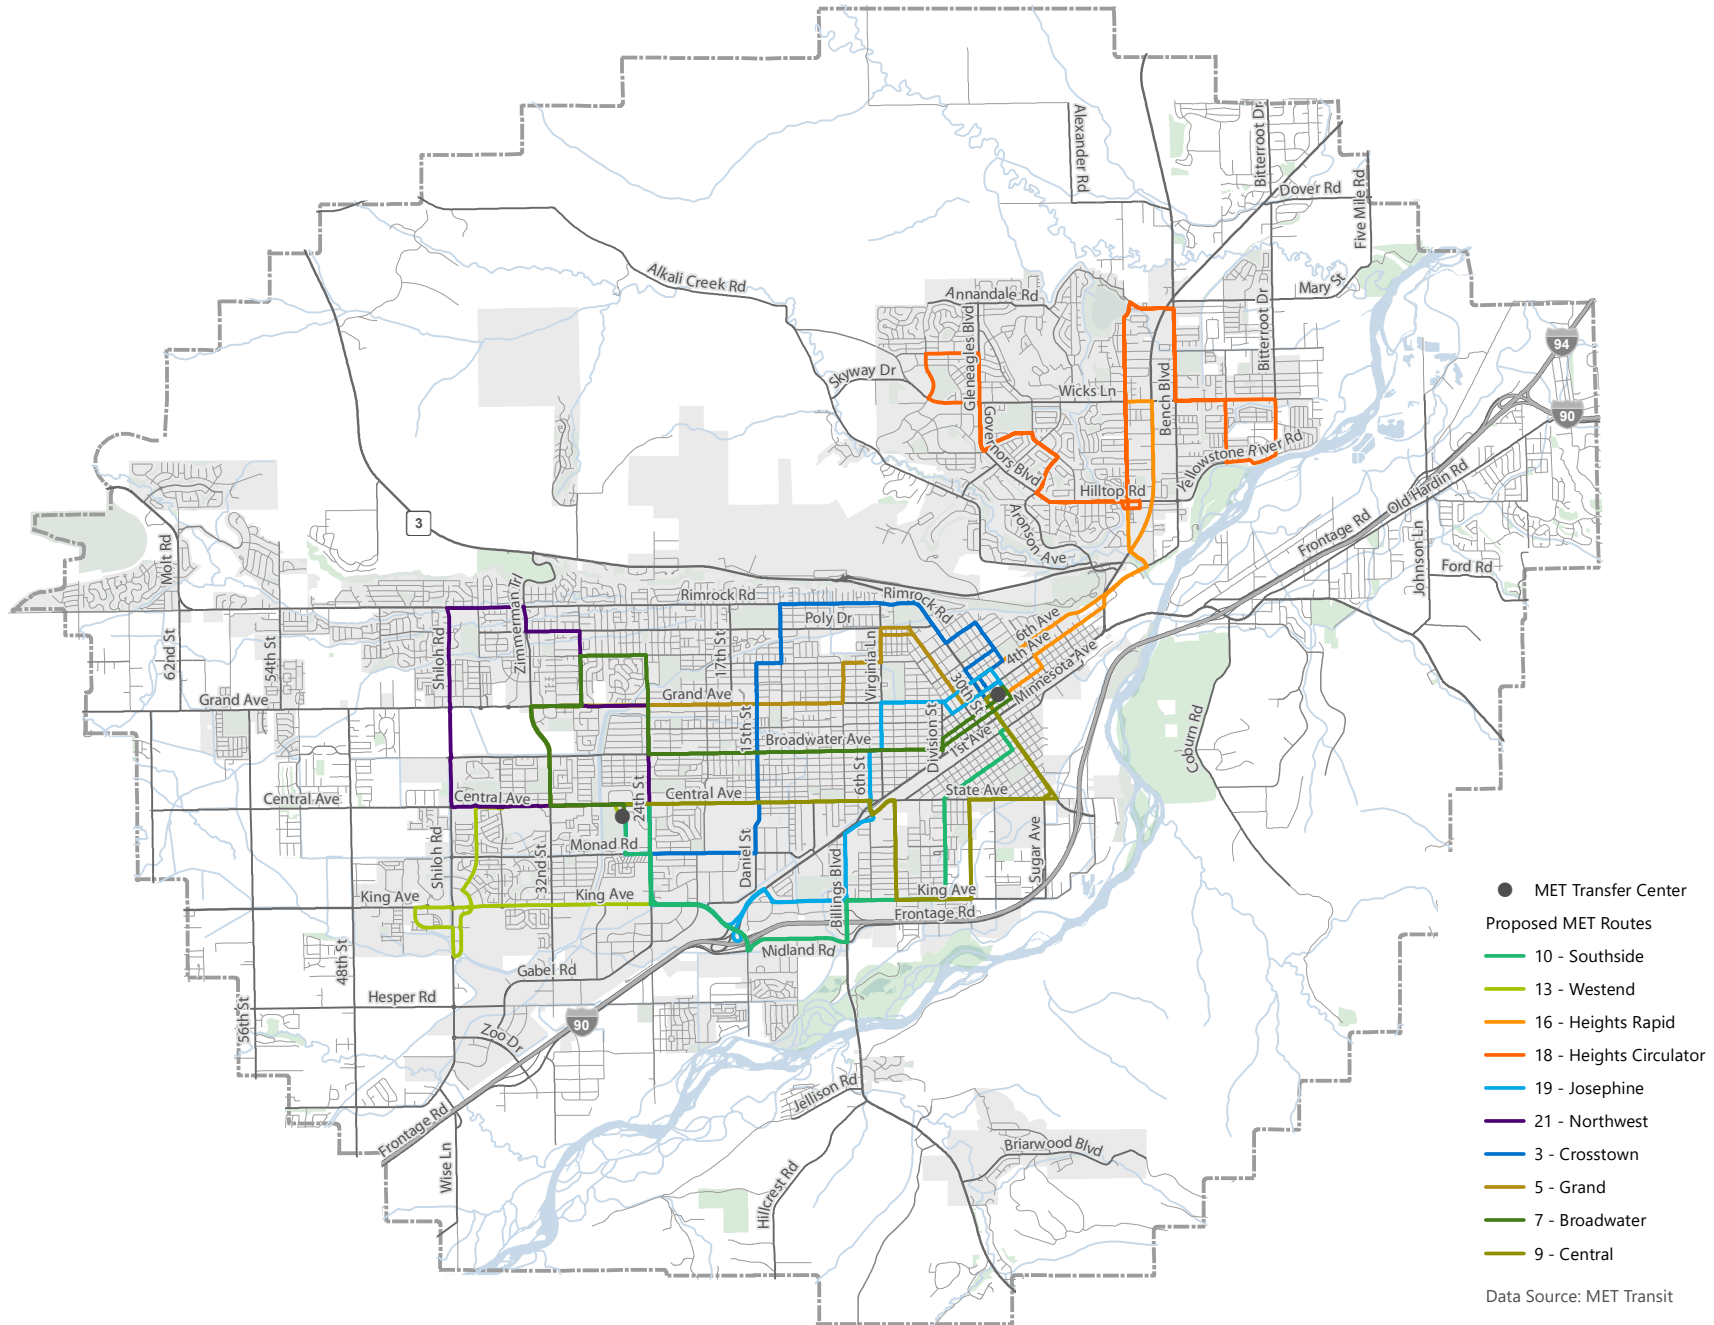 Alexander Rd
Bitterroot Dr
Dover Rd
Five Mile Rd
Alkali Creek Rd
Annandale Rd
Mary St
Bitterroot Dr
Gleneagles Blvd
94
Skyway Dr
Wicks Ln
Bench Blvd
90
Governors Blvd
Yellowstone River Rd
Hilltop Rd
Old Hardin Rd
3
Aronson Ave
Frontage Rd
Johnson Ln
Ford Rd
Molt Rd
Zimmerman Trl
Rimrock Rd
Rimrock Rd
Poly Dr
6th Ave
4th Ave
62nd St
54th St
Shiloh Rd
17th St
Virginia Ln
Minnesota Ave
Grand Ave
Grand Ave
30th St
15th St
Broadwater Ave
Division St
1st Ave
Coburn Rd
Central Ave
Central Ave
24th St
Central Ave
6th St
State Ave
Monad Rd
Shiloh Rd
32nd St
Daniel St
Billings Blvd
Sugar Ave
King Ave
King Ave
King Ave
Frontage Rd
48th St
Midland Rd
Gabel Rd
Hesper Rd
56th St
90
Zoo Dr
Jellison Rd
Frontage Rd
Wise Ln
Hillcrest Rd
Briarwood Blvd
MET Transfer Center
Proposed MET Routes
10 - Southside
13 - Westend
16 - Heights Rapid
18 - Heights Circulator
19 - Josephine
21 - Northwest
3 - Crosstown
5 - Grand
7 - Broadwater
9 - Central
Data Source: MET Transit